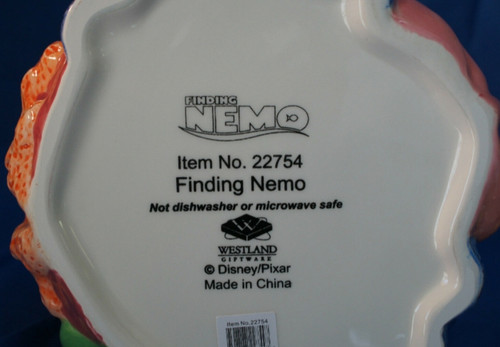 FINDING
NEMO
Item No. 22754
Finding Nemo
Not dishwasher or microwave safe
WESTLAND
GIFTWARE
© Disney/Pixar
Made in China
Item No. 22754